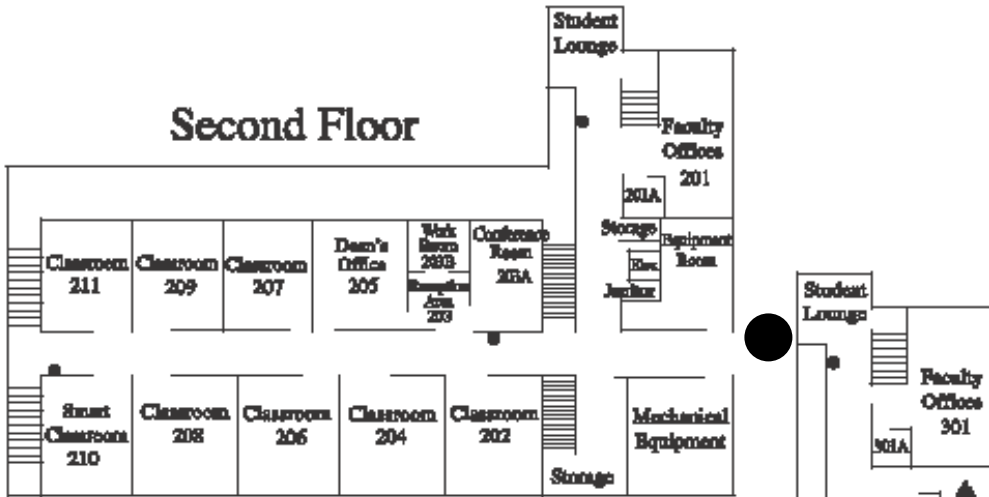 Student
Lounge
Second Floor
Faculty
Offices
201
201A
Storage
Equipment
Room
Elev.
Janitor
Classroom
211
Classroom
209
Classroom
207
Dean's
Office
205
Work
Room
203B
Reception
Area
203
Conference
Room
203A
Smart
Classroom
210
Classroom
208
Classroom
206
Classroom
204
Classroom
202
Storage
Mechanical
Equipment
Student
Lounge
Faculty
Offices
301
301A